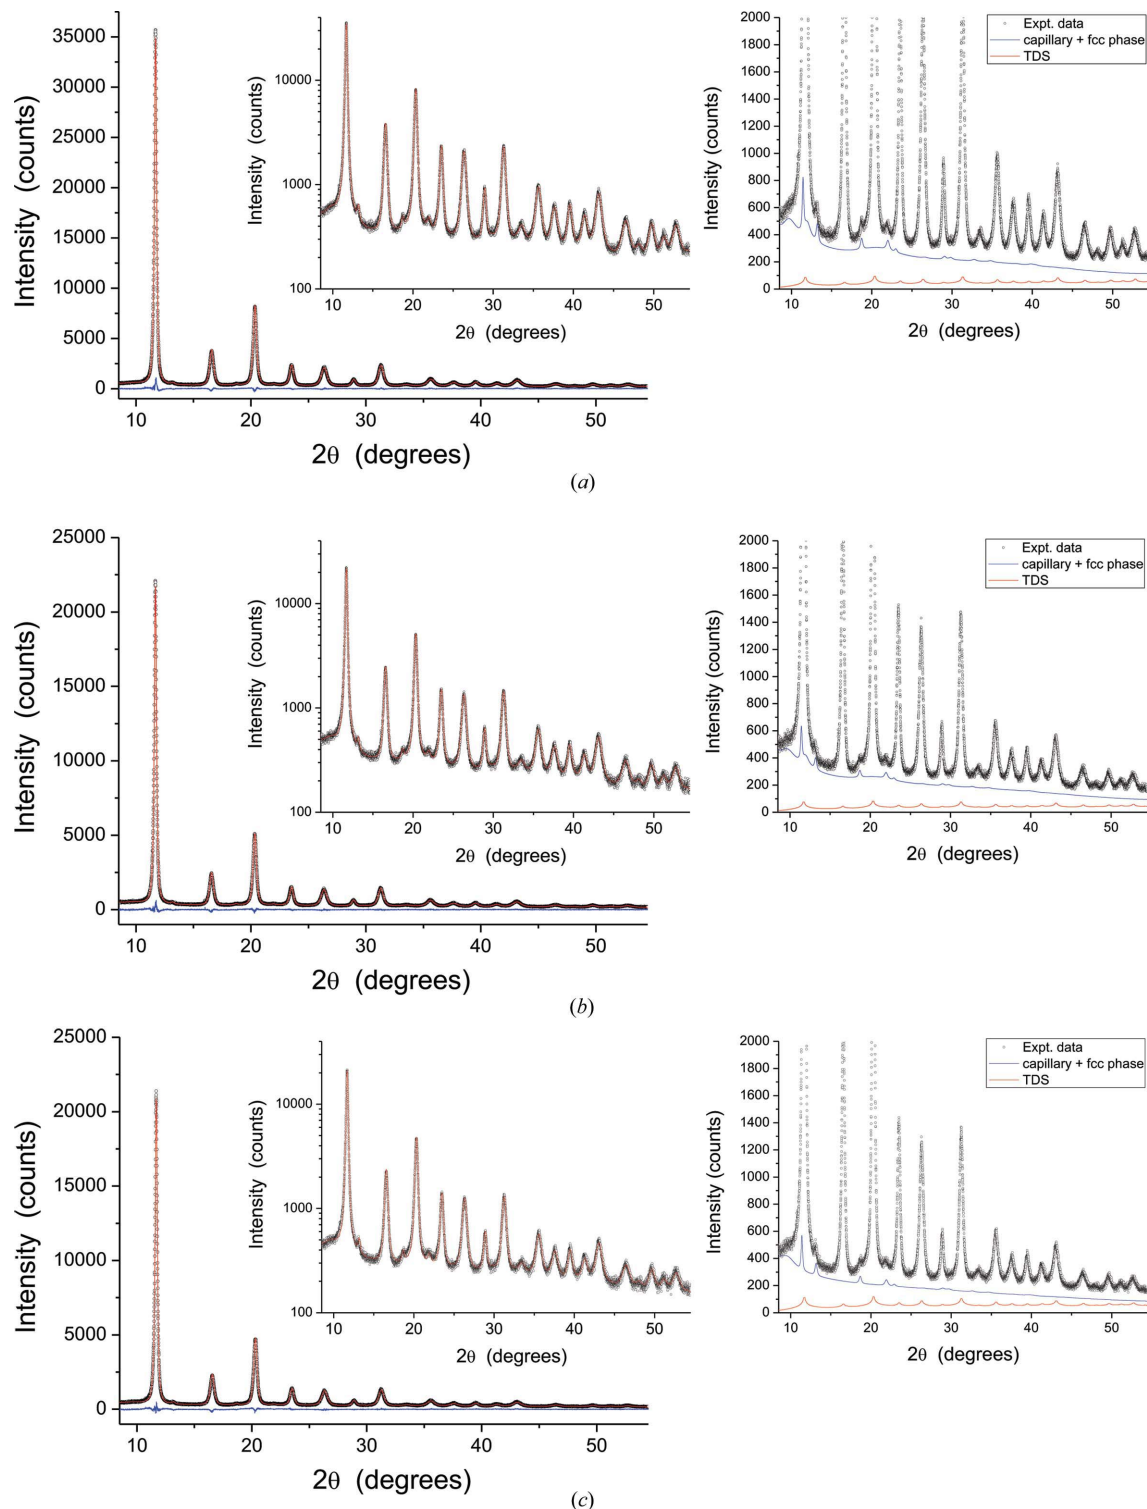 35000
30000
25000
20000
15000
10000
5000
0
Intensity (counts)
10 20 30 40 50
2θ (degrees)
10000
1000
100
Intensity (counts)
10 20 30 40 50
2θ (degrees)
2000
1800
1600
1400
1200
1000
800
600
400
200
0
Intensity (counts)
10 20 30 40 50
2θ (degrees)
Expt. data
capillary + fcc phase
TDS
(a)
25000
20000
15000
10000
5000
0
Intensity (counts)
10 20 30 40 50
2θ (degrees)
10000
1000
100
Intensity (counts)
10 20 30 40 50
2θ (degrees)
2000
1800
1600
1400
1200
1000
800
600
400
200
0
Intensity (counts)
10 20 30 40 50
2θ (degrees)
Expt. data
capillary + fcc phase
TDS
(b)
25000
20000
15000
10000
5000
0
Intensity (counts)
10 20 30 40 50
2θ (degrees)
10000
1000
100
Intensity (counts)
10 20 30 40 50
2θ (degrees)
2000
1800
1600
1400
1200
1000
800
600
400
200
0
Intensity (counts)
10 20 30 40 50
2θ (degrees)
Expt. data
capillary + fcc phase
TDS
(c)